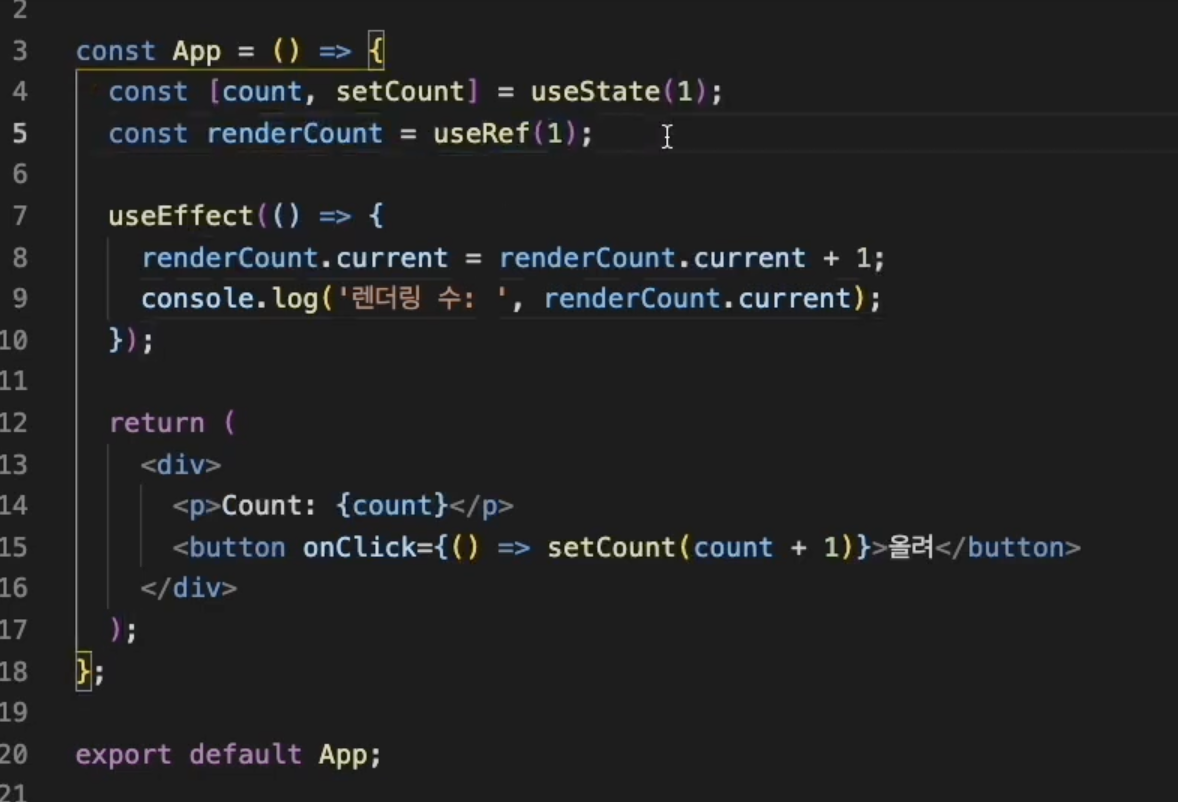 2
3 const App = () => {
4 const [count, setCount] = useState(1);
5 const renderCount = useRef(1);
6
7 useEffect(() => {
8 renderCount.current = renderCount.current + 1;
9 console.log('렌더링 수: ', renderCount.current);
10 });
11
12 return (
13 <div>
14 <p>Count: {count}</p>
15 <button onClick={() => setCount(count + 1)}>올려</button>
16 </div>
17 );
18 };
19
20 export default App;
21